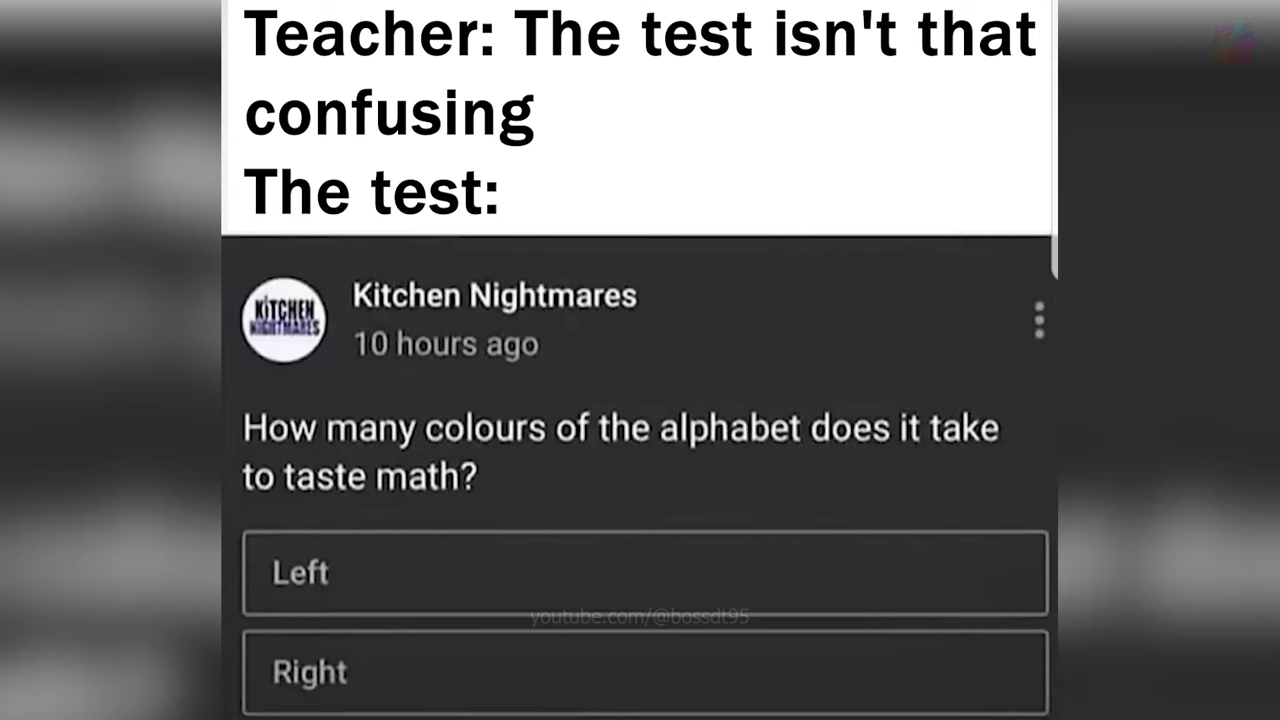 Teacher: The test isn't that
confusing
The test:
KITCHEN
NIGHTMARES
Kitchen Nightmares
10 hours ago
How many colours of the alphabet does it take
to taste math?
Left
youtube.com/@bossdt95
Right